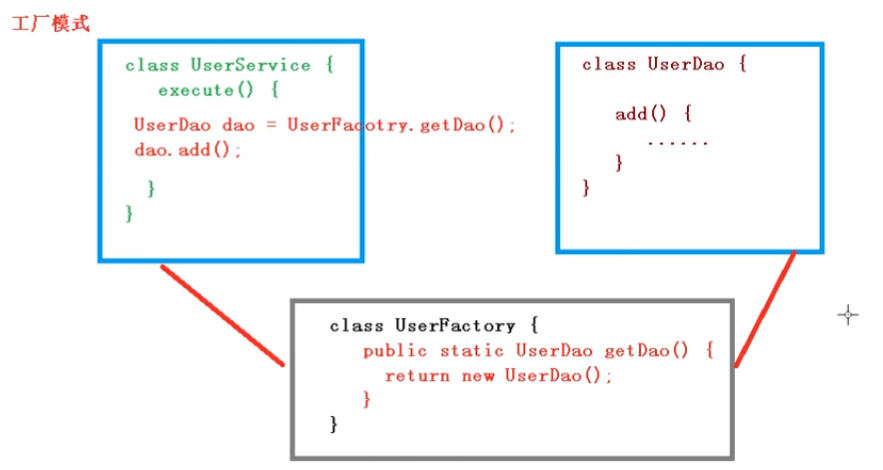 工厂模式
class UserService {
execute() {
UserDao dao = UserFacotry.getDao();
dao.add();
}
}
class UserDao {
add() {
......
}
}
class UserFactory {
public static UserDao getDao() {
return new UserDao();
}
}